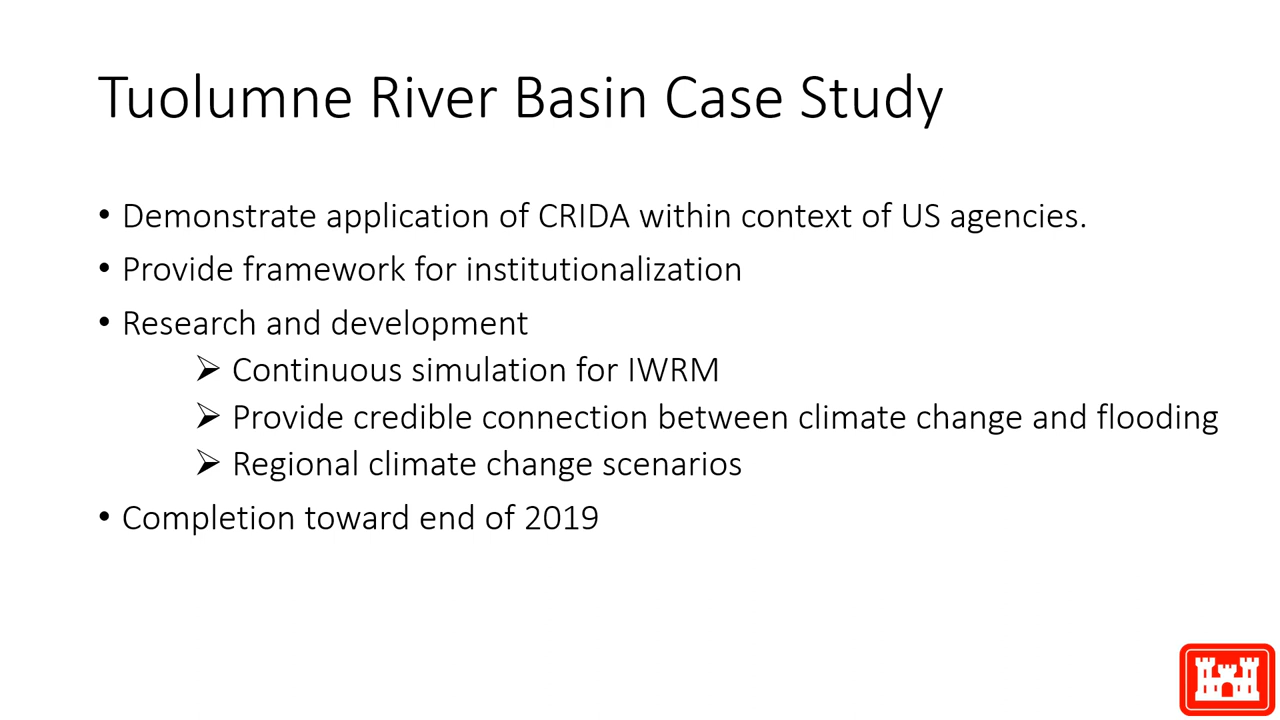 Tuolumne River Basin Case Study
• Demonstrate application of CRIDA within context of US agencies.
• Provide framework for institutionalization
• Research and development
➢ Continuous simulation for IWRM
➢ Provide credible connection between climate change and flooding
➢ Regional climate change scenarios
• Completion toward end of 2019